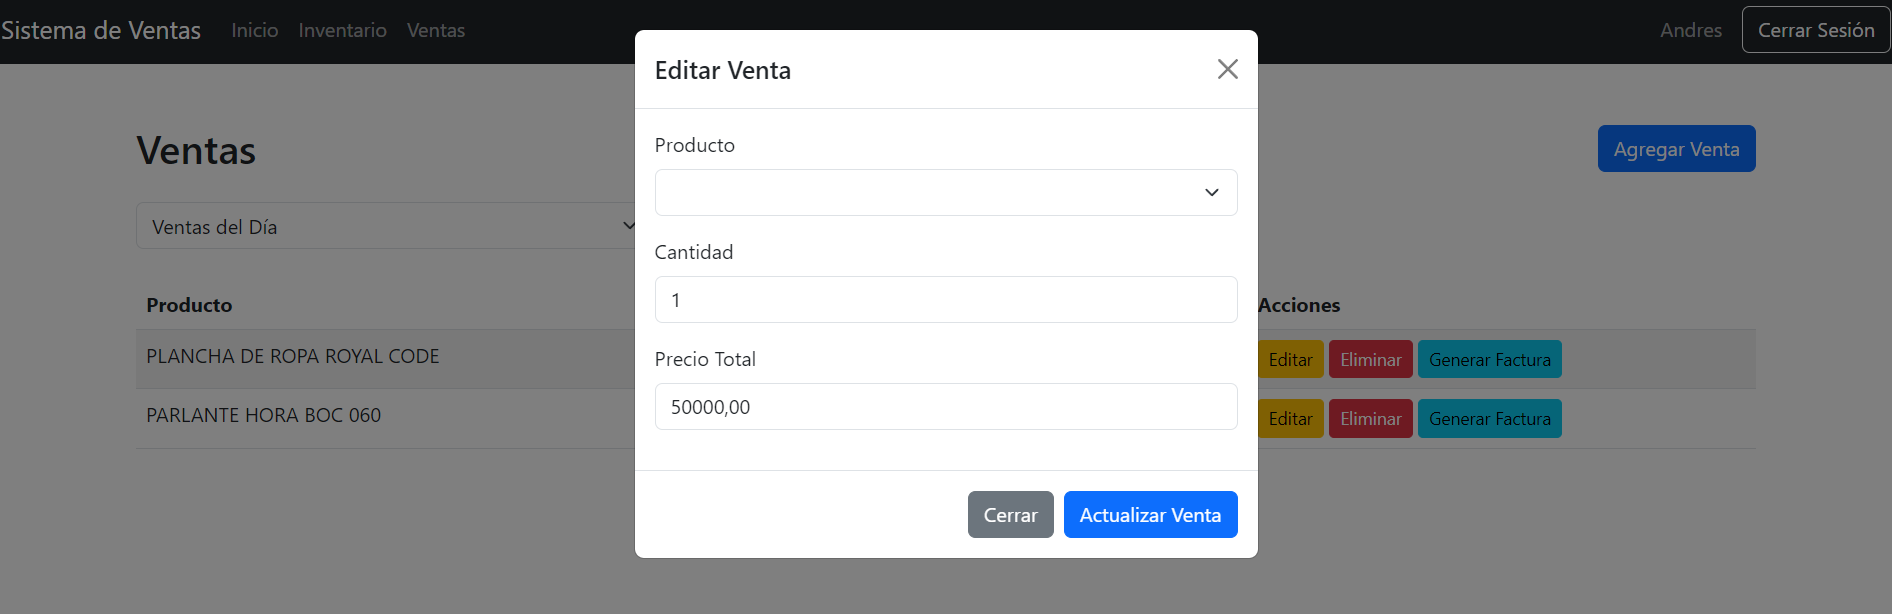 Sistema de Ventas Inicio Inventario Ventas Andres Cerrar Sesión
Editar Venta
Producto
Cantidad
1
Precio Total
50000,00
Cerrar Actualizar Venta
Ventas Agregar Venta
Ventas del Día
Producto Acciones
PLANCHA DE ROPA ROYAL CODE Editar Eliminar Generar Factura
PARLANTE HORA BOC 060 Editar Eliminar Generar Factura